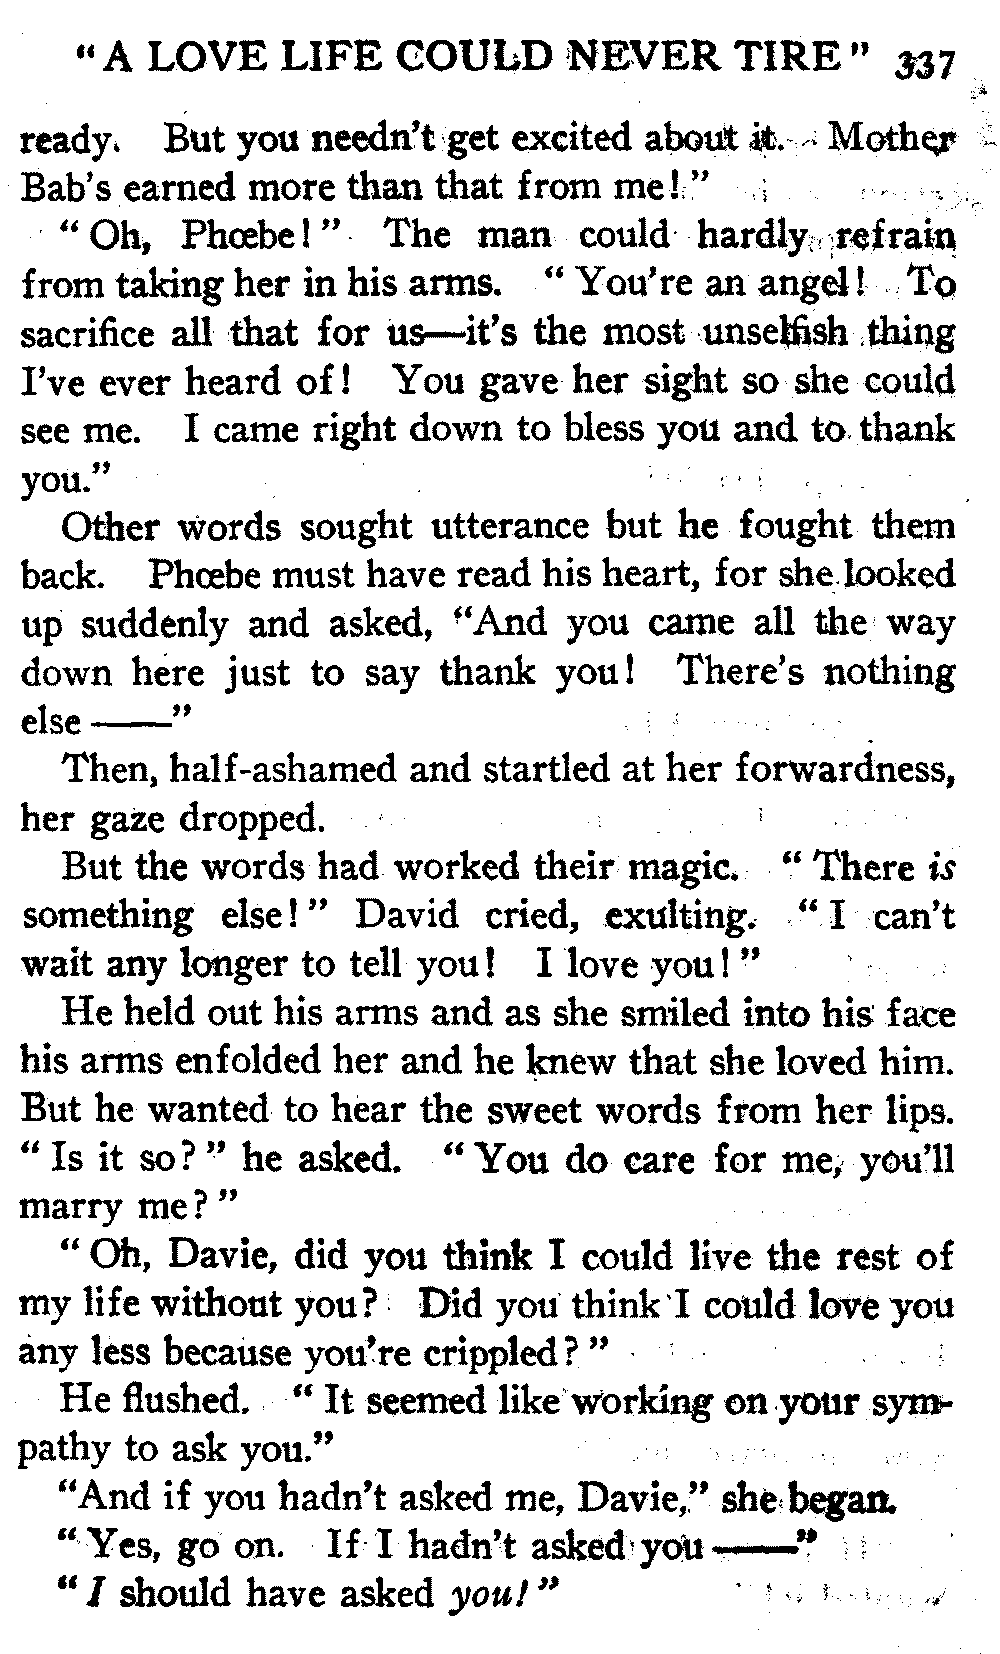 "A LOVE LIFE COULD NEVER TIRE" 337
ready. But you needn't get excited about it. Mother
Bab's earned more than that from me!"
"Oh, Phœbe!" The man could hardly refrain
from taking her in his arms. "You're an angel! To
sacrifice all that for us—it's the most unselfish thing
I've ever heard of! You gave her sight so she could
see me. I came right down to bless you and to thank
you."
Other words sought utterance but he fought them
back. Phœbe must have read his heart, for she looked
up suddenly and asked, "And you came all the way
down here just to say thank you! There's nothing
else ——"
Then, half-ashamed and startled at her forwardness,
her gaze dropped.
But the words had worked their magic. "There is
something else!" David cried, exulting. "I can't
wait any longer to tell you! I love you!"
He held out his arms and as she smiled into his face
his arms enfolded her and he knew that she loved him.
But he wanted to hear the sweet words from her lips.
"Is it so?" he asked. "You do care for me, you'll
marry me?"
"Oh, Davie, did you think I could live the rest of
my life without you? Did you think I could love you
any less because you're crippled?"
He flushed. "It seemed like working on your sym-
pathy to ask you."
"And if you hadn't asked me, Davie," she began.
"Yes, go on. If I hadn't asked you ——"
"I should have asked you!"